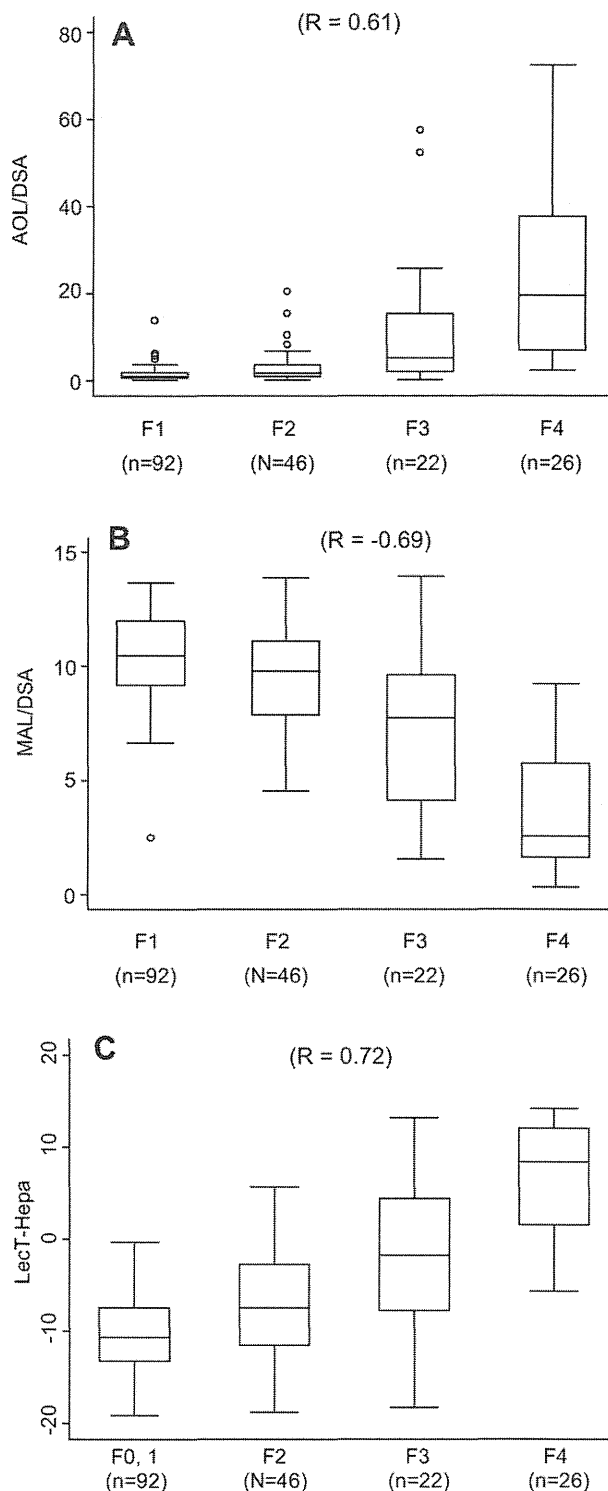 A
(R = 0.61)
80
60
40
20
0
AOL/DSA
F1
F2
F3
F4
(n=92)
(N=46)
(n=22)
(n=26)
B
(R = -0.69)
15
10
5
0
MAL/DSA
F1
F2
F3
F4
(n=92)
(N=46)
(n=22)
(n=26)
C
(R = 0.72)
20
10
0
-10
-20
LecT-Hepa
F0, 1
F2
F3
F4
(n=92)
(N=46)
(n=22)
(n=26)